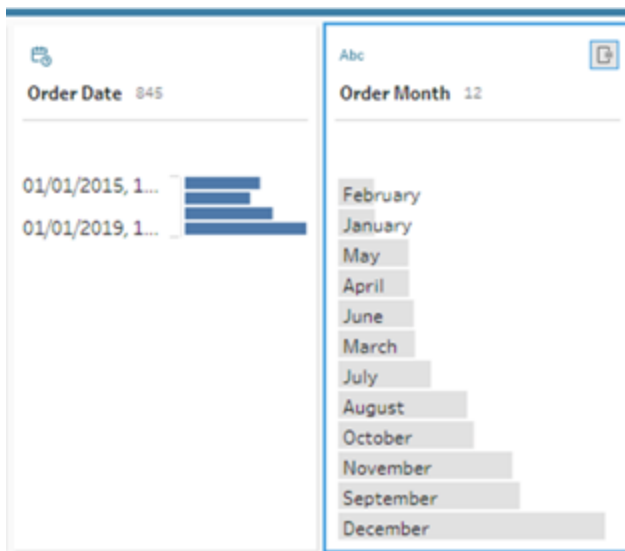 Order Date 845
01/01/2015, 1...
01/01/2019, 1...
Abc
Order Month 12
February
January
May
April
June
March
July
August
October
November
September
December